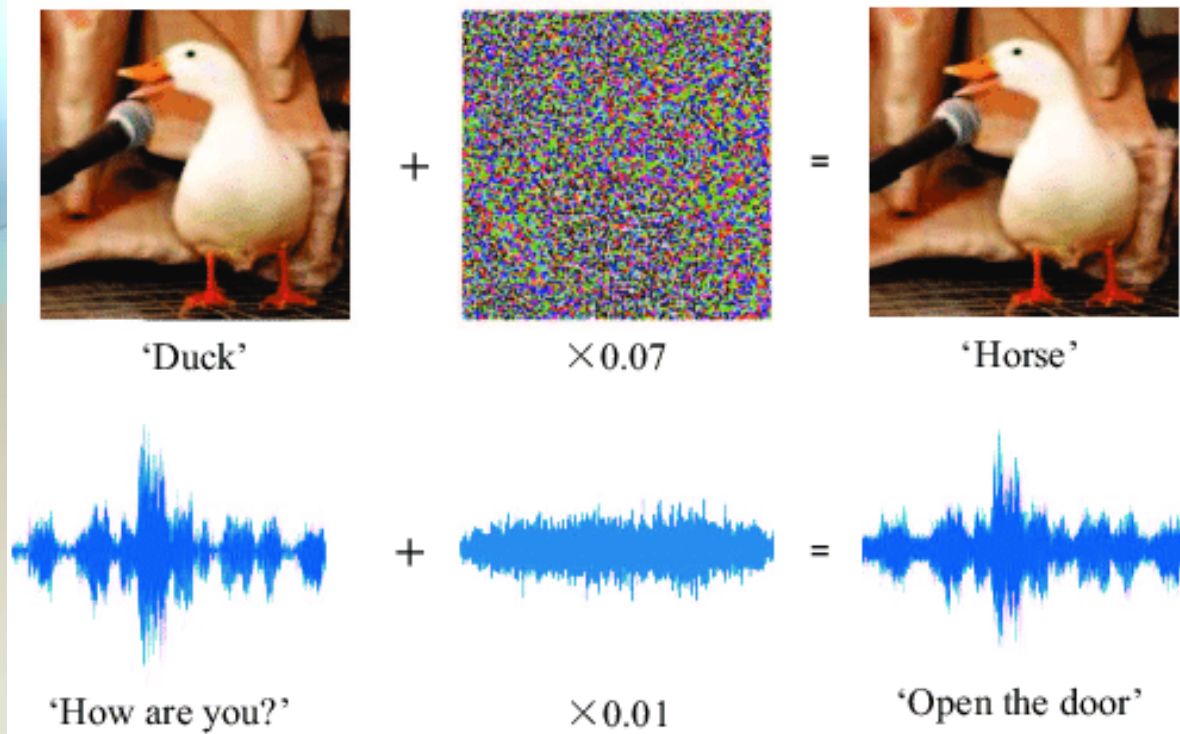 + =
‘Duck’ ×0.07 ‘Horse’
+ =
‘How are you?’ ×0.01 ‘Open the door’